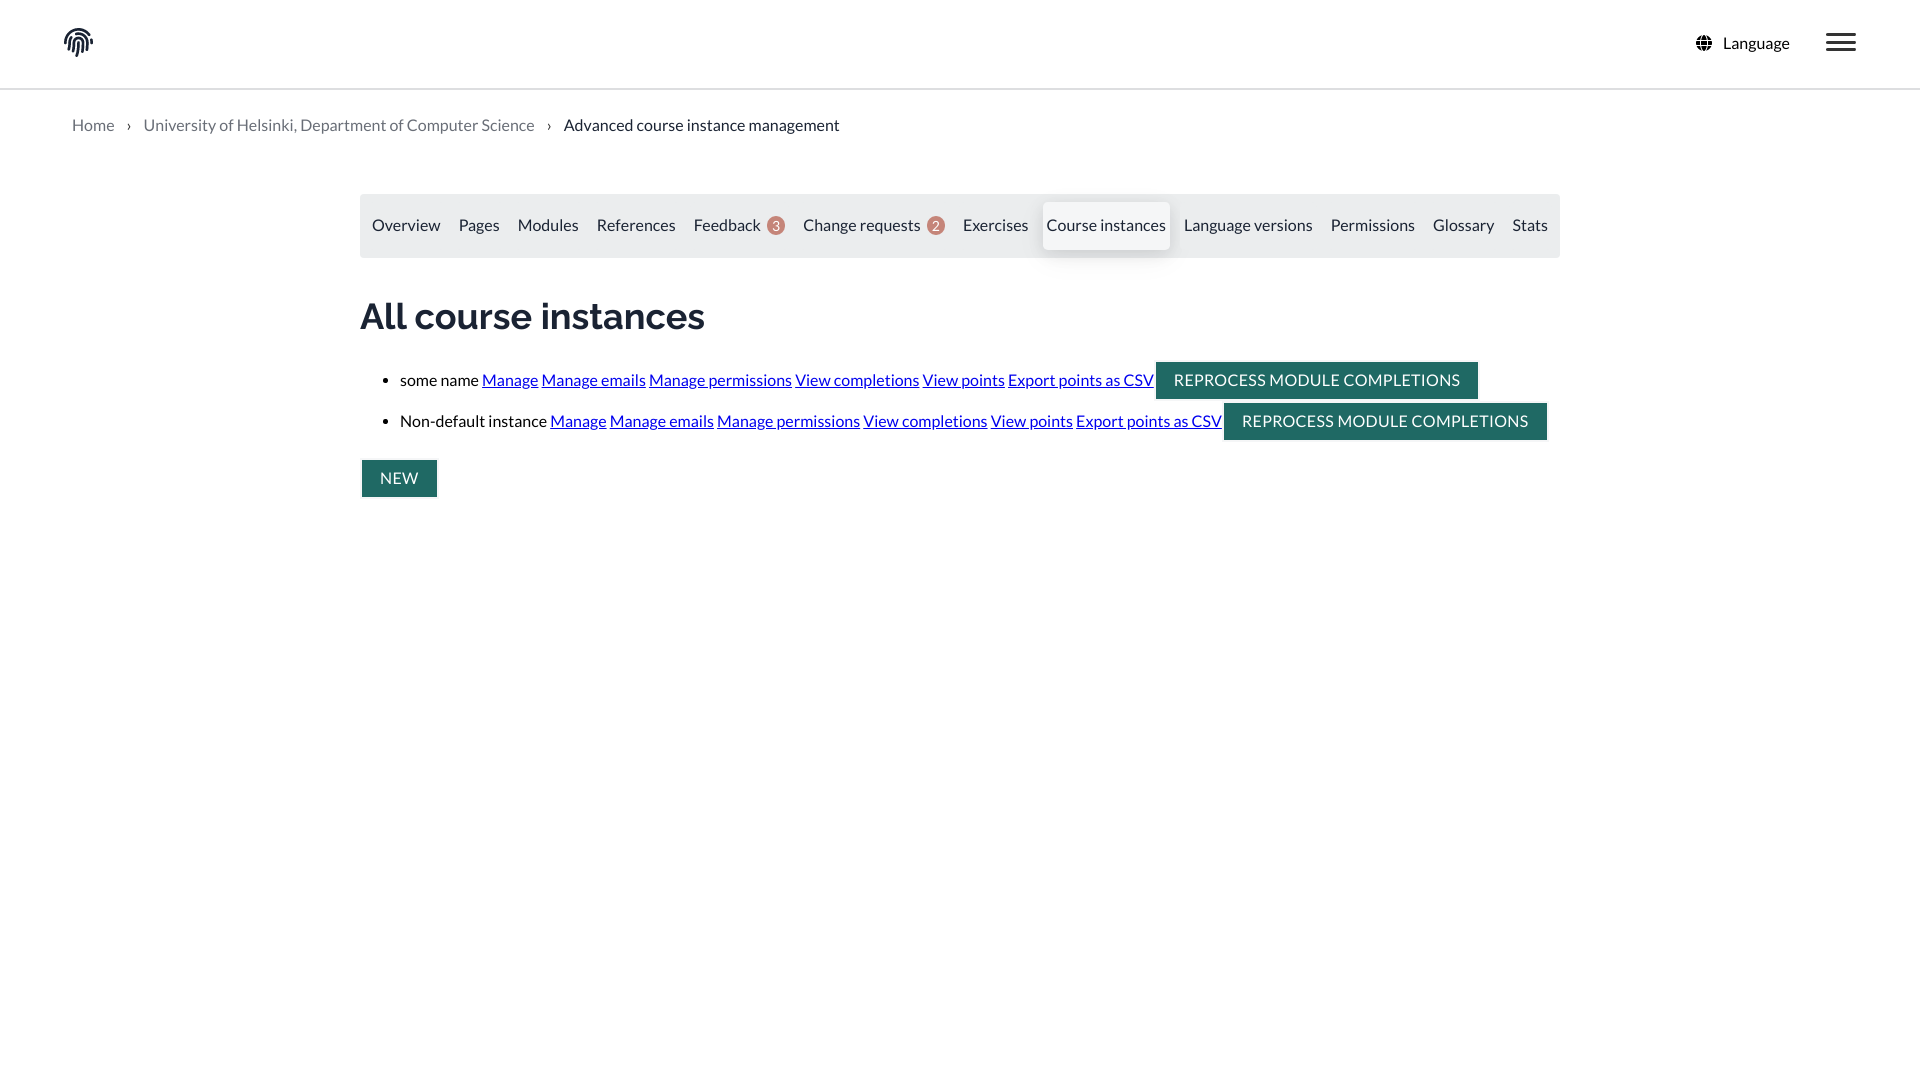 Language
Home › University of Helsinki, Department of Computer Science › Advanced course instance management
Overview Pages Modules References Feedback 3 Change requests 2 Exercises Course instances Language versions Permissions Glossary Stats
All course instances
• some name Manage Manage emails Manage permissions View completions View points Export points as CSV REPROCESS MODULE COMPLETIONS
• Non-default instance Manage Manage emails Manage permissions View completions View points Export points as CSV REPROCESS MODULE COMPLETIONS
NEW